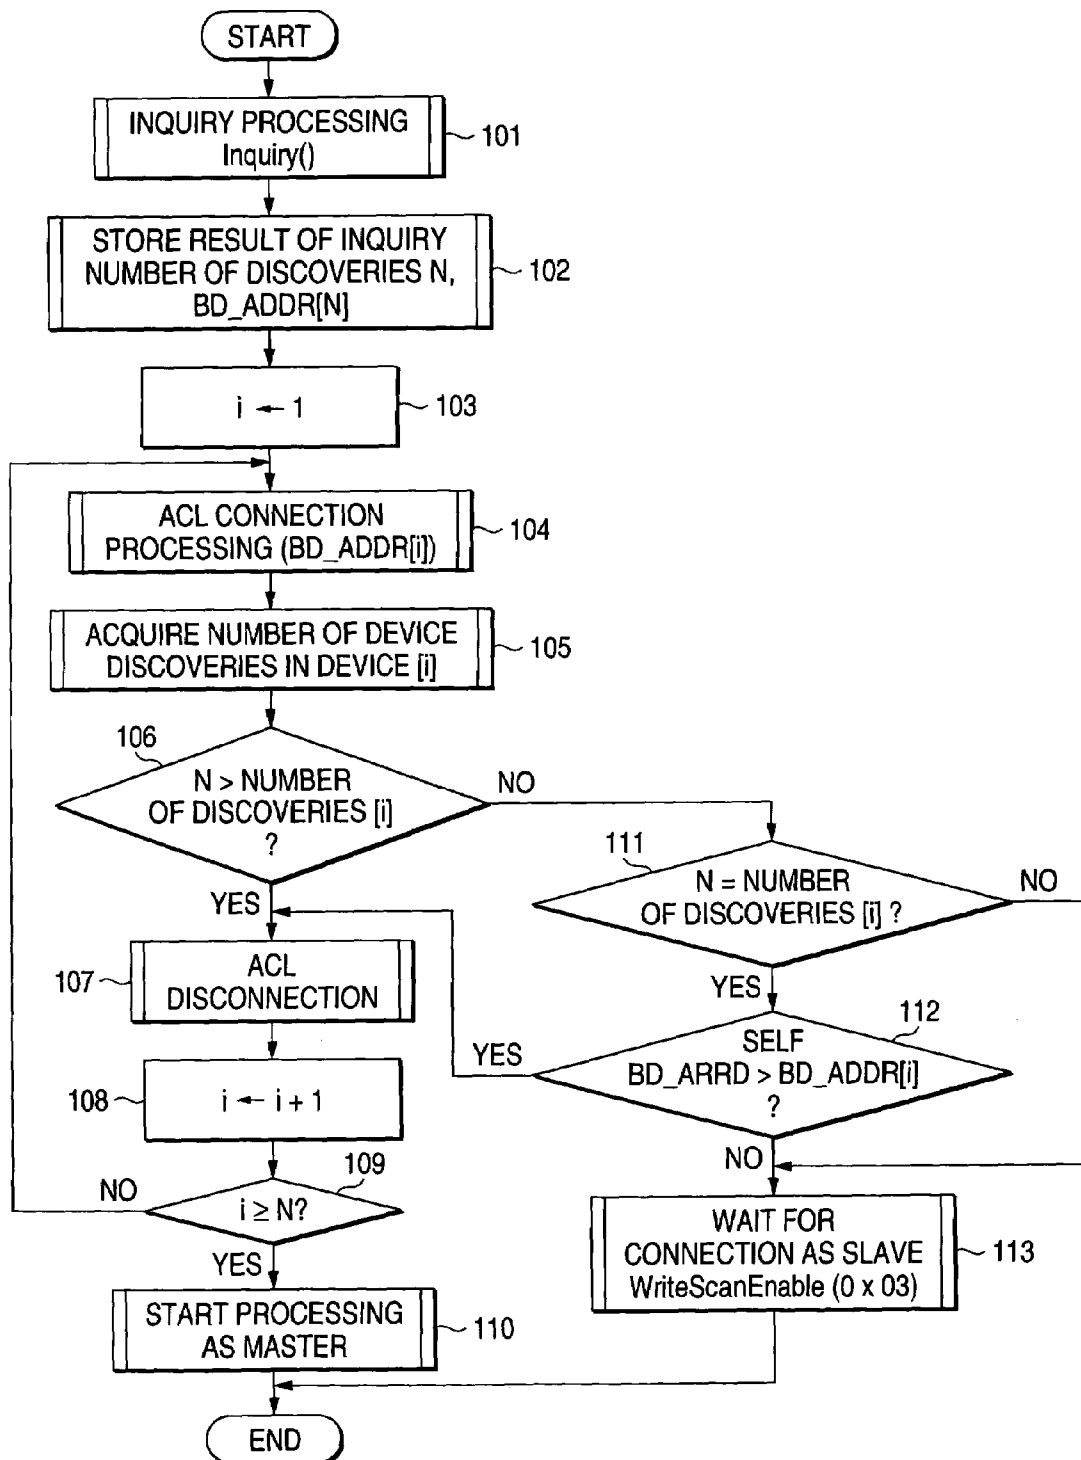 START
INQUIRY PROCESSING
Inquiry()
101
STORE RESULT OF INQUIRY
NUMBER OF DISCOVERIES N,
BD_ADDR[N]
102
i ← 1
103
ACL CONNECTION
PROCESSING (BD_ADDR[i])
104
ACQUIRE NUMBER OF DEVICE
DISCOVERIES IN DEVICE [i]
105
106
N > NUMBER
OF DISCOVERIES [i]
?
NO
YES
111
N = NUMBER
OF DISCOVERIES [i] ?
NO
YES
107
ACL
DISCONNECTION
112
SELF
BD_ARRD > BD_ADDR[i]
?
YES
NO
108
i ← i + 1
109
i ≥ N?
NO
YES
WAIT FOR
CONNECTION AS SLAVE
WriteScanEnable (0 x 03)
113
START PROCESSING
AS MASTER
110
END